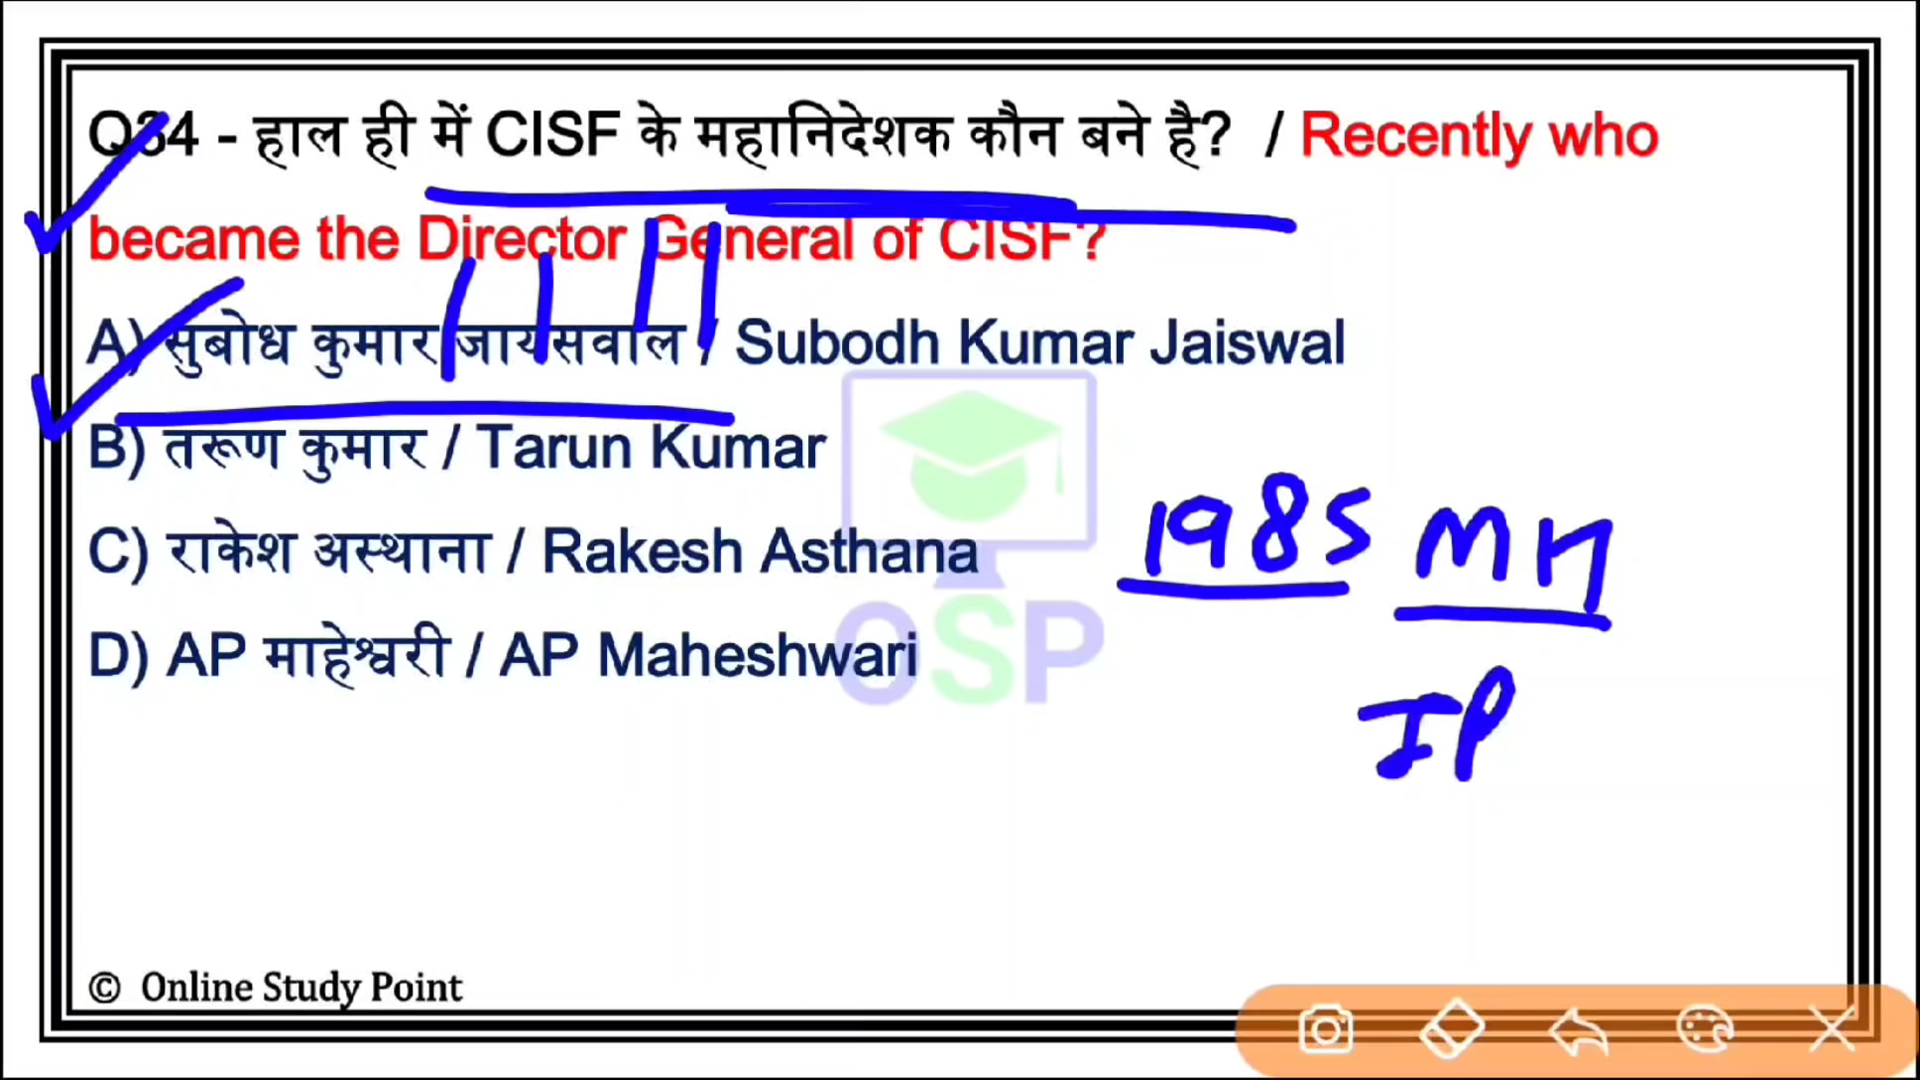 Q34 - हाल ही में CISF के महानिदेशक कौन बने है? / Recently who
became the Director General of CISF?
A) सुबोध कुमार जायसवाल / Subodh Kumar Jaiswal
B) तरूण कुमार / Tarun Kumar
C) राकेश अस्थाना / Rakesh Asthana
D) AP माहेश्वरी / AP Maheshwari
1985 MH
IP
OSP
© Online Study Point